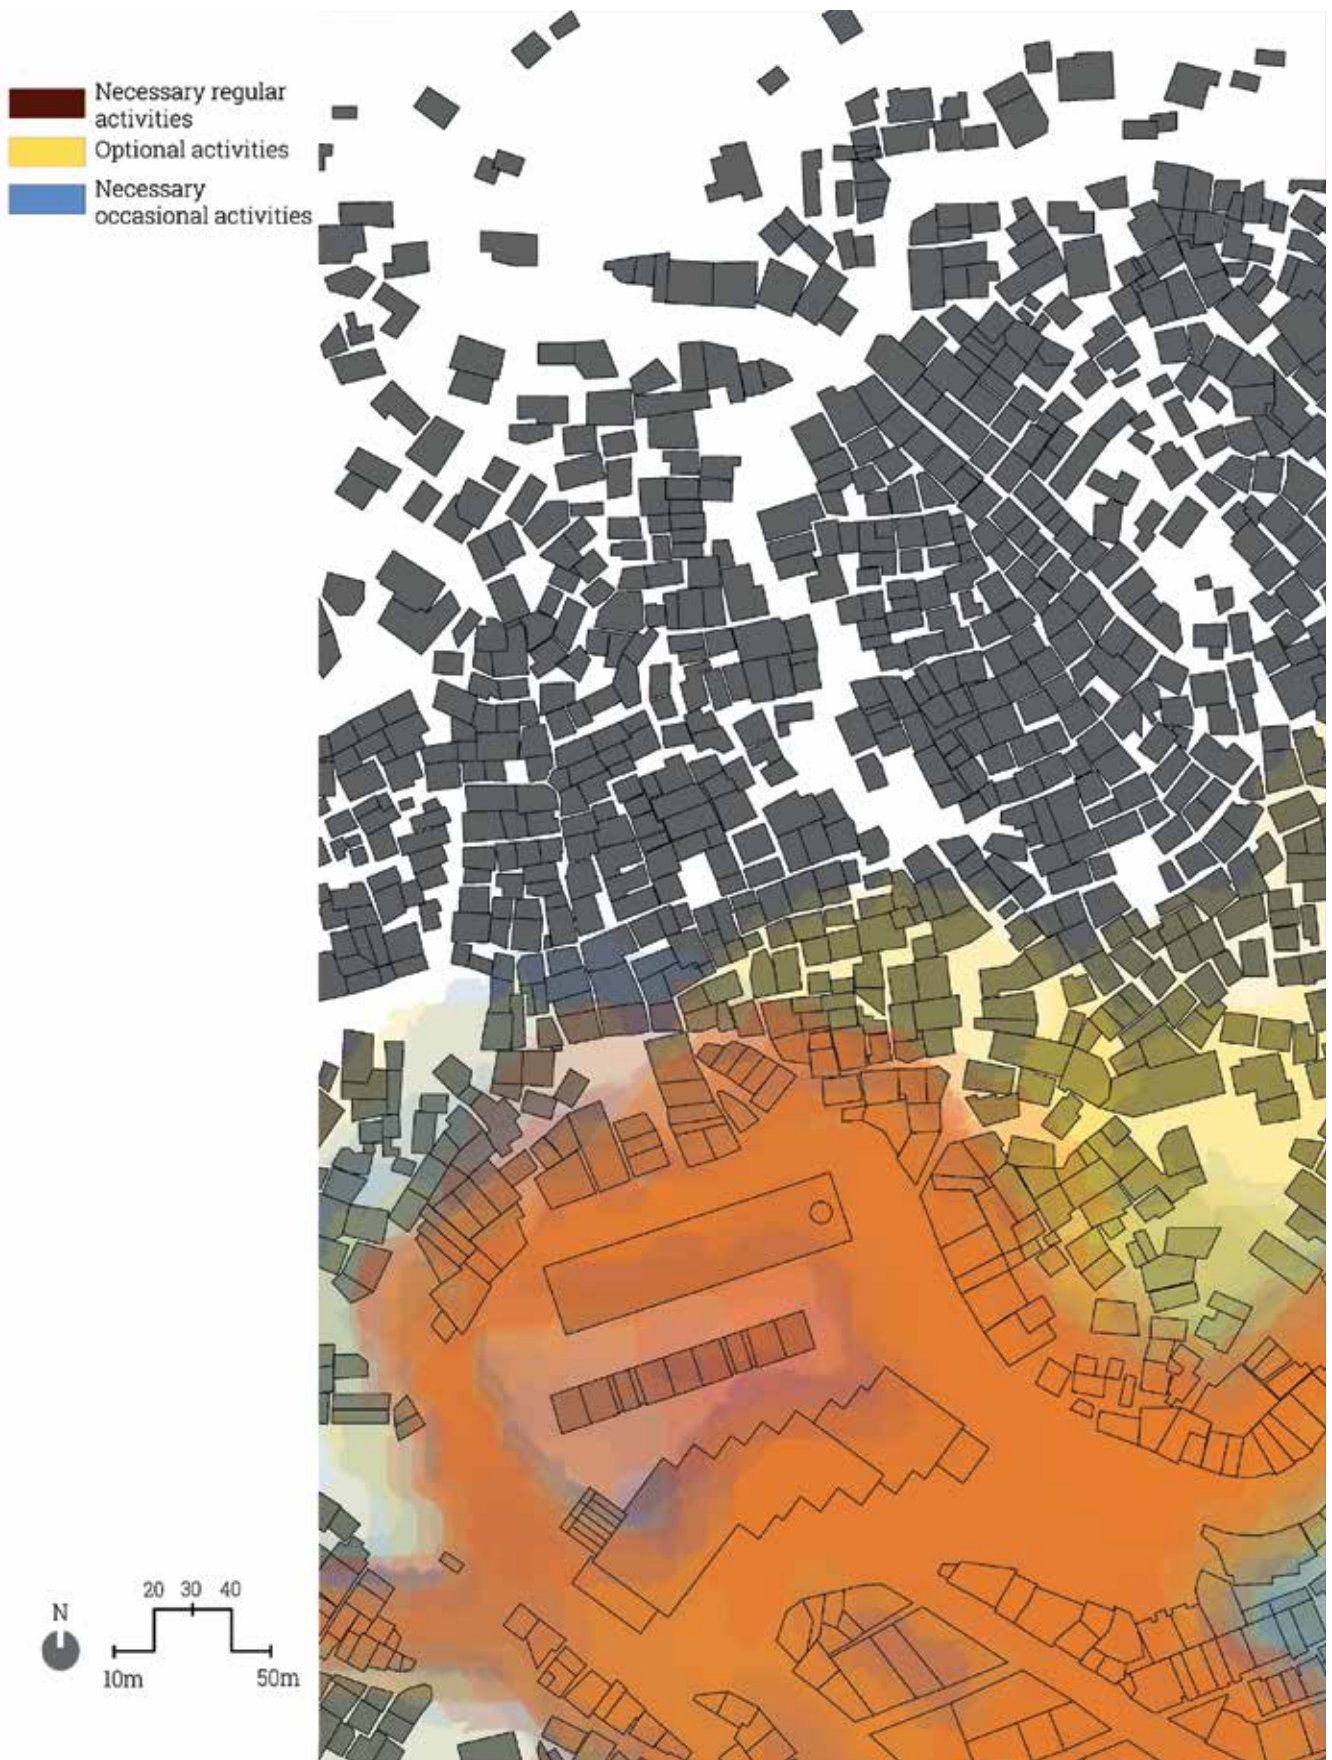 Necessary regular
activities
Optional activities
Necessary
occasional activities
20 30 40
N
10m 50m